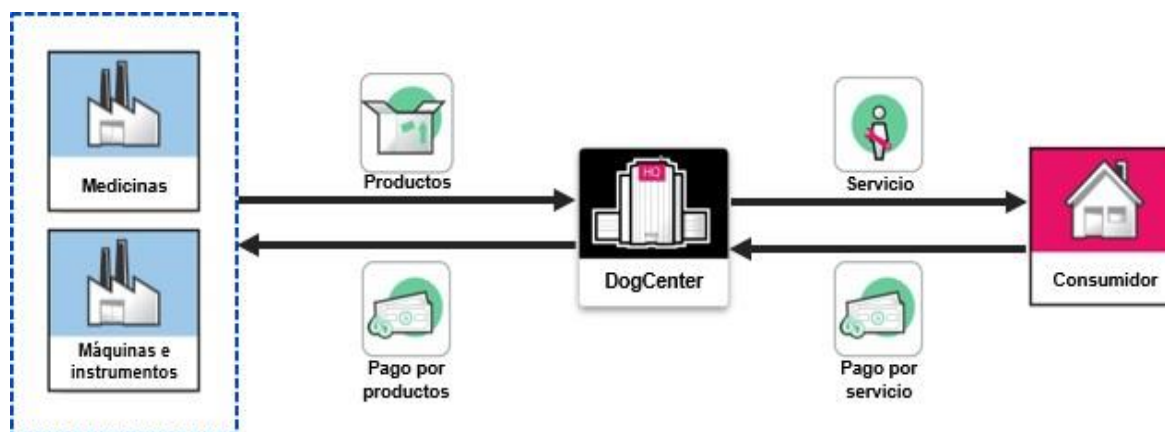 Medicinas
Máquinas e
instrumentos
Productos
Pago por
productos
HQ
DogCenter
Servicio
Pago por
servicio
Consumidor